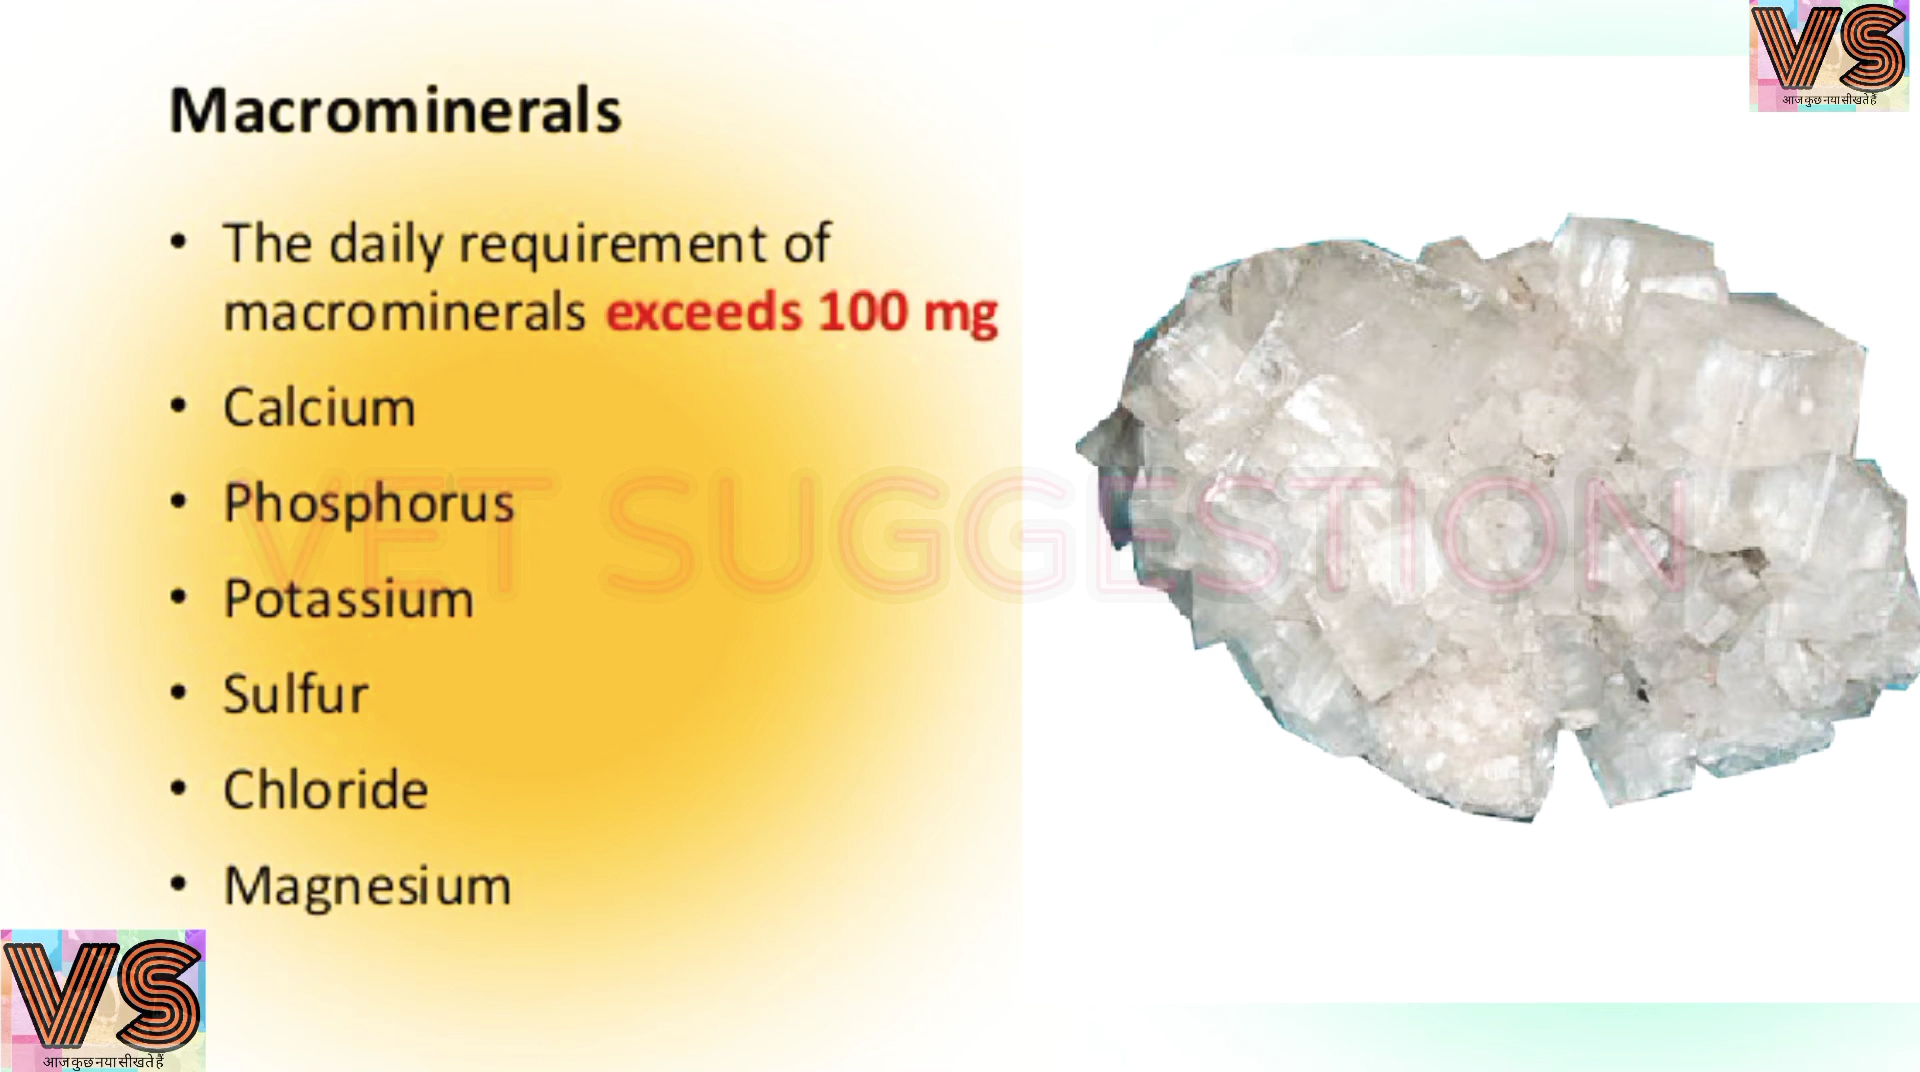 VS
आज कुछ नया सीखते हैं
Macrominerals
• The daily requirement of
macrominerals exceeds 100 mg
• Calcium
• Phosphorus
VET SUGGESTION
• Potassium
• Sulfur
• Chloride
• Magnesium
VS
आज कुछ नया सीखते हैं